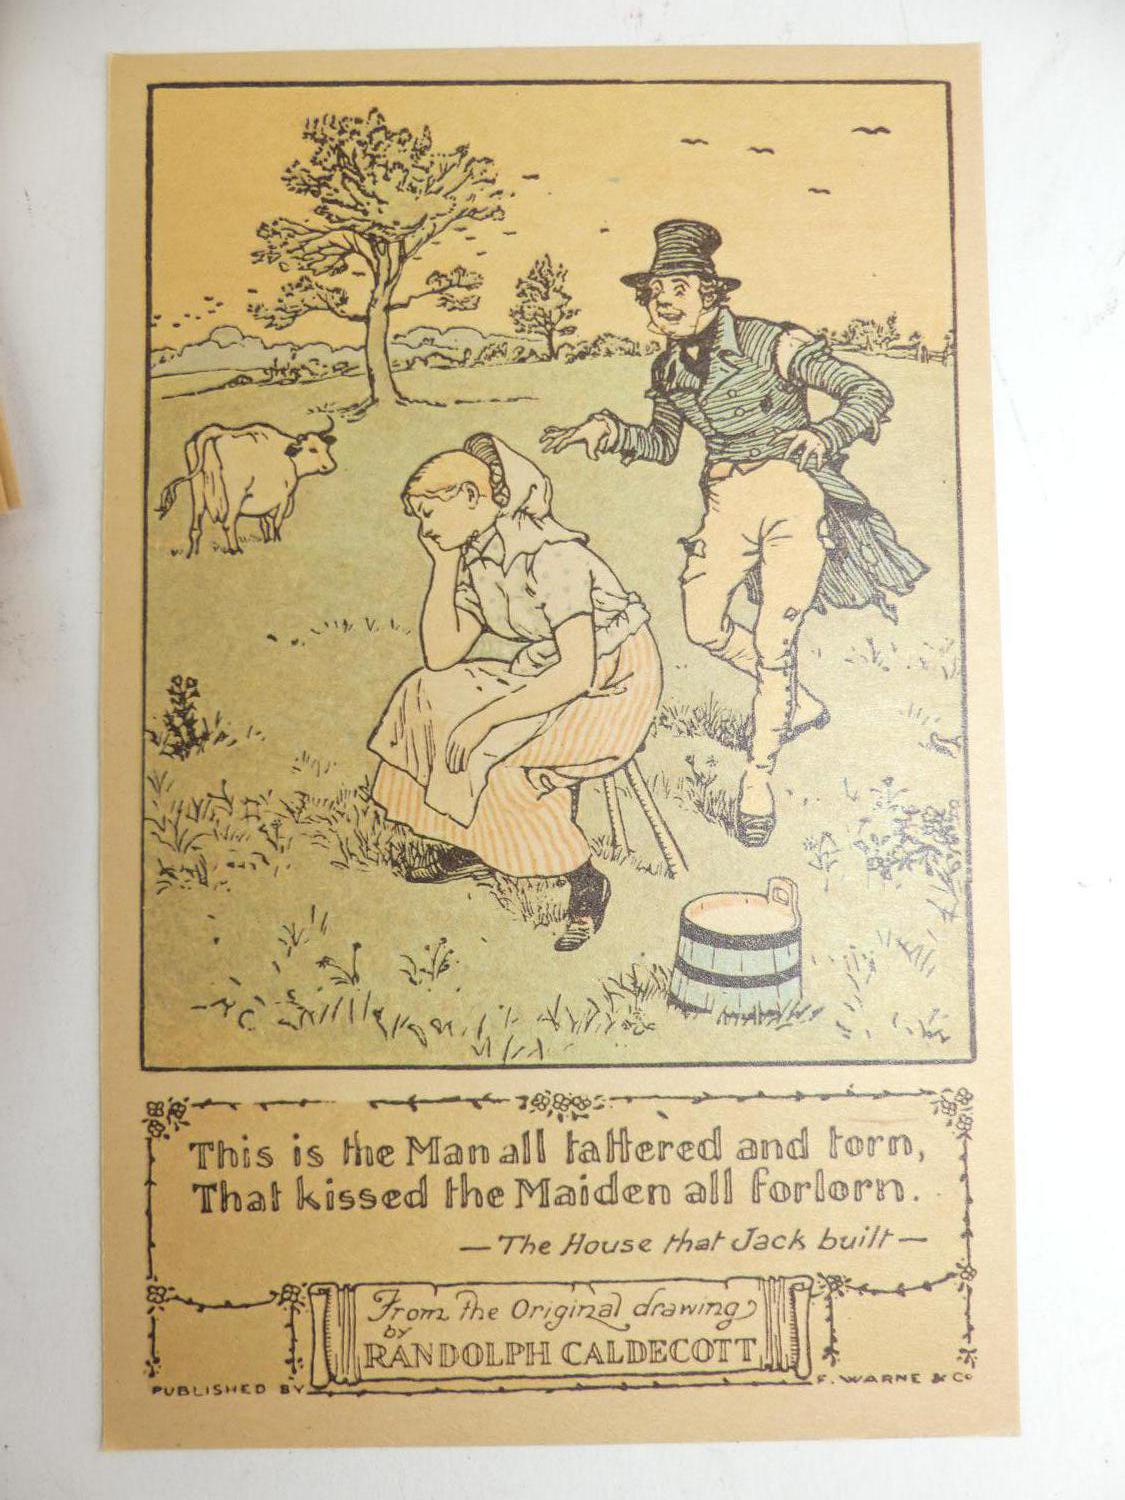 This is the Man all tattered and torn,
That kissed the Maiden all forlorn.
— The House that Jack built —
From the Original drawing
by
RANDOLPH CALDECOTT
PUBLISHED BY F. WARNE & Co